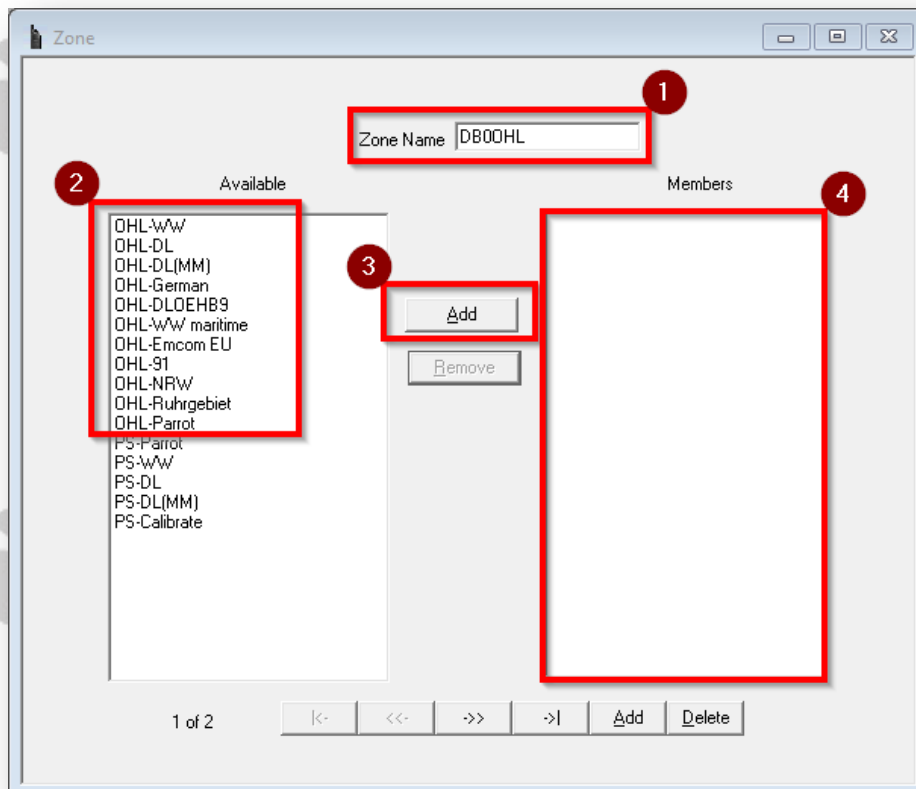 Zone
1
Zone Name DB0OHL
2
Available
Members
4
OHL-WW
OHL-DL
OHL-DL(MM)
OHL-German
OHL-DL0EHB9
OHL-WW maritime
OHL-Emcom EU
OHL-91
OHL-NRW
OHL-Ruhrgebiet
OHL-Parrot
PS-Parrot
PS-WW
PS-DL
PS-DL(MM)
PS-Calibrate
3
Add
Remove
1 of 2
|<-
<<-
->>
->|
Add
Delete